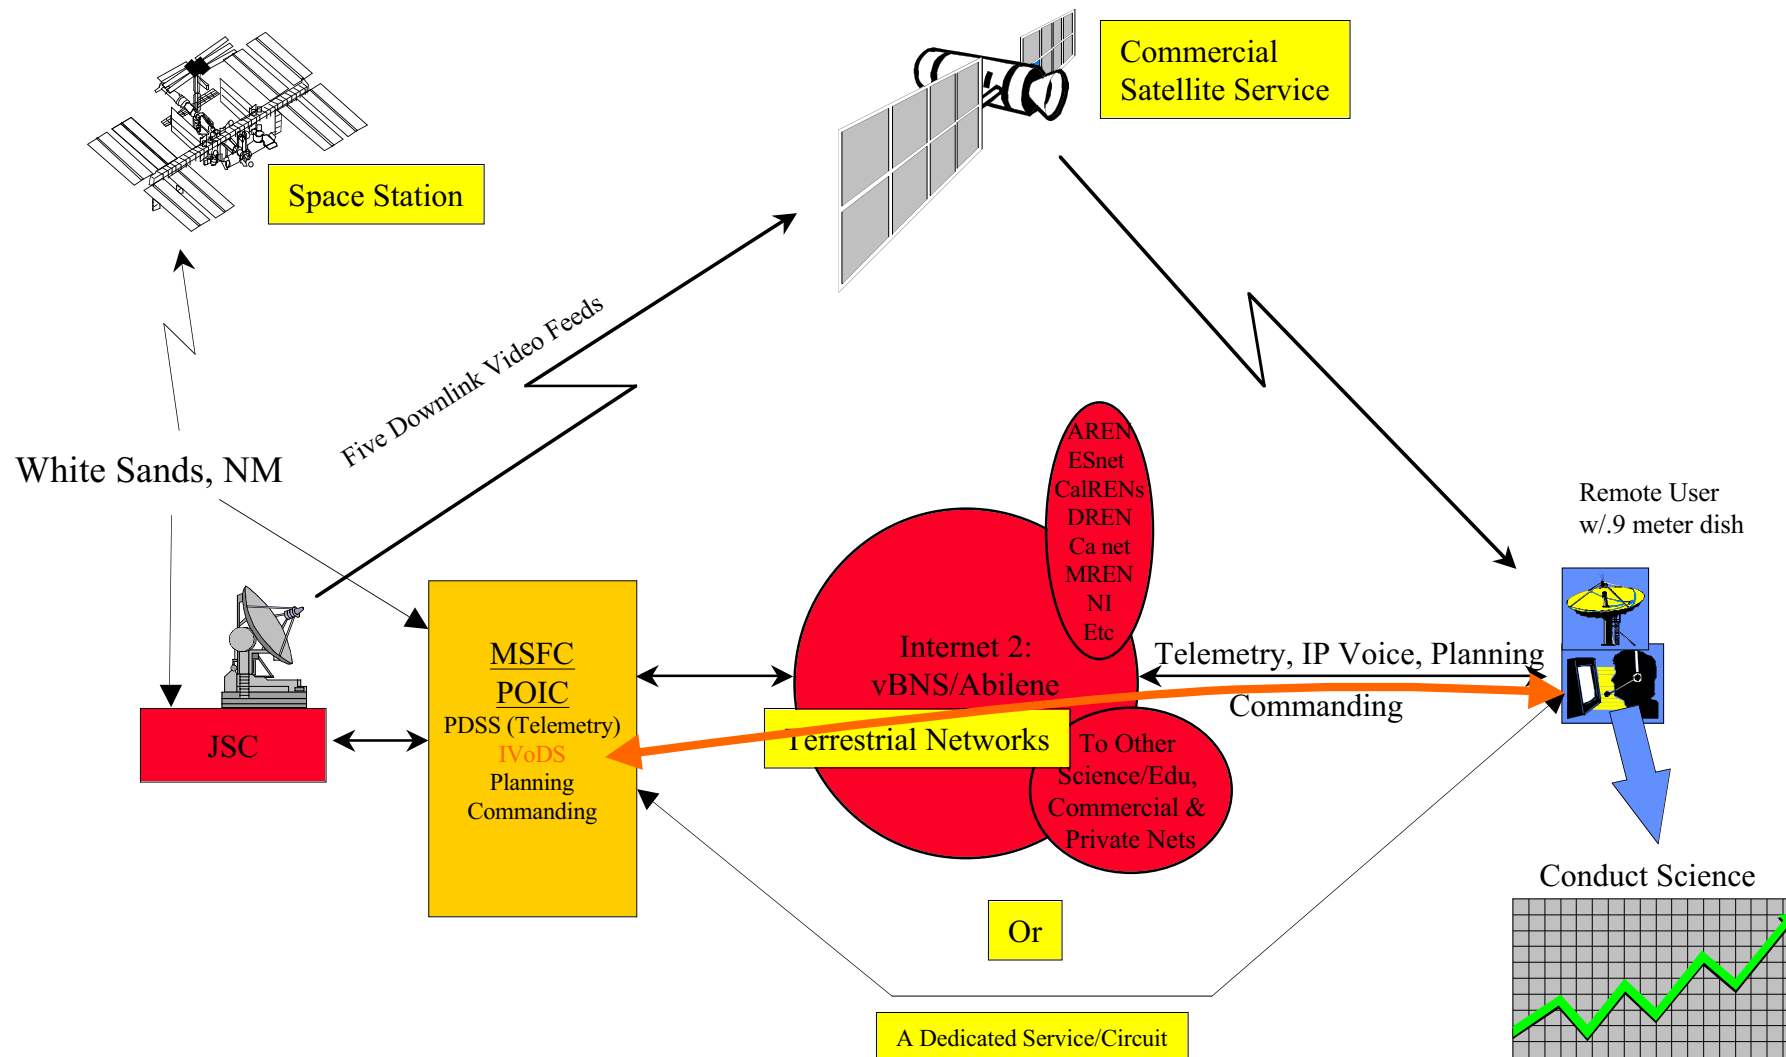 Commercial
Satellite Service
Space Station
Five Downlink Video Feeds
White Sands, NM
AREN
ESnet
CalRENs
DREN
Ca net
MREN
NI
Etc
Remote User
w/.9 meter dish
MSFC
POIC
PDSS (Telemetry)
IVoDS
Planning
Commanding
JSC
Internet 2:
vBNS/Abilene
Terrestrial Networks
Telemetry, IP Voice, Planning
Commanding
To Other
Science/Edu,
Commercial &
Private Nets
Conduct Science
Or
A Dedicated Service/Circuit